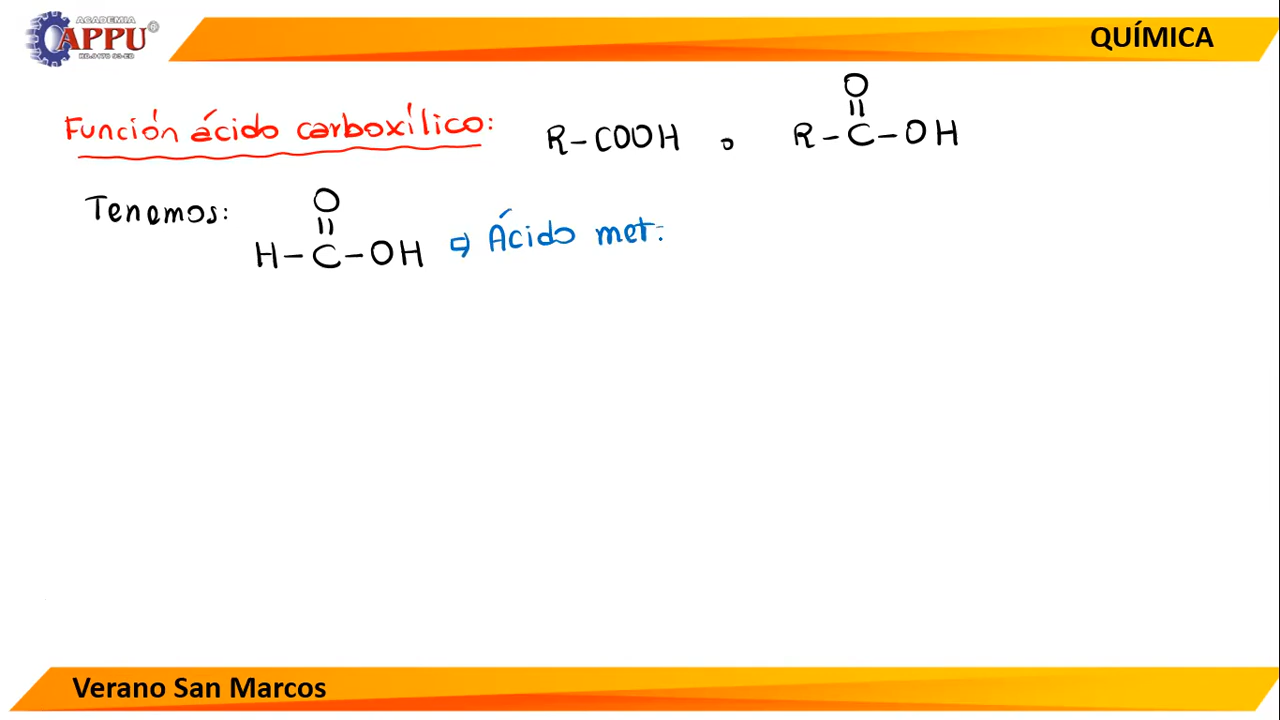 ACADEMIA
APPU®
QUÍMICA
Función ácido carboxílico: R-COOH o R-C-OH
O
||
Tenemos:
O
||
H-C-OH ⇒ Ácido met
Verano San Marcos